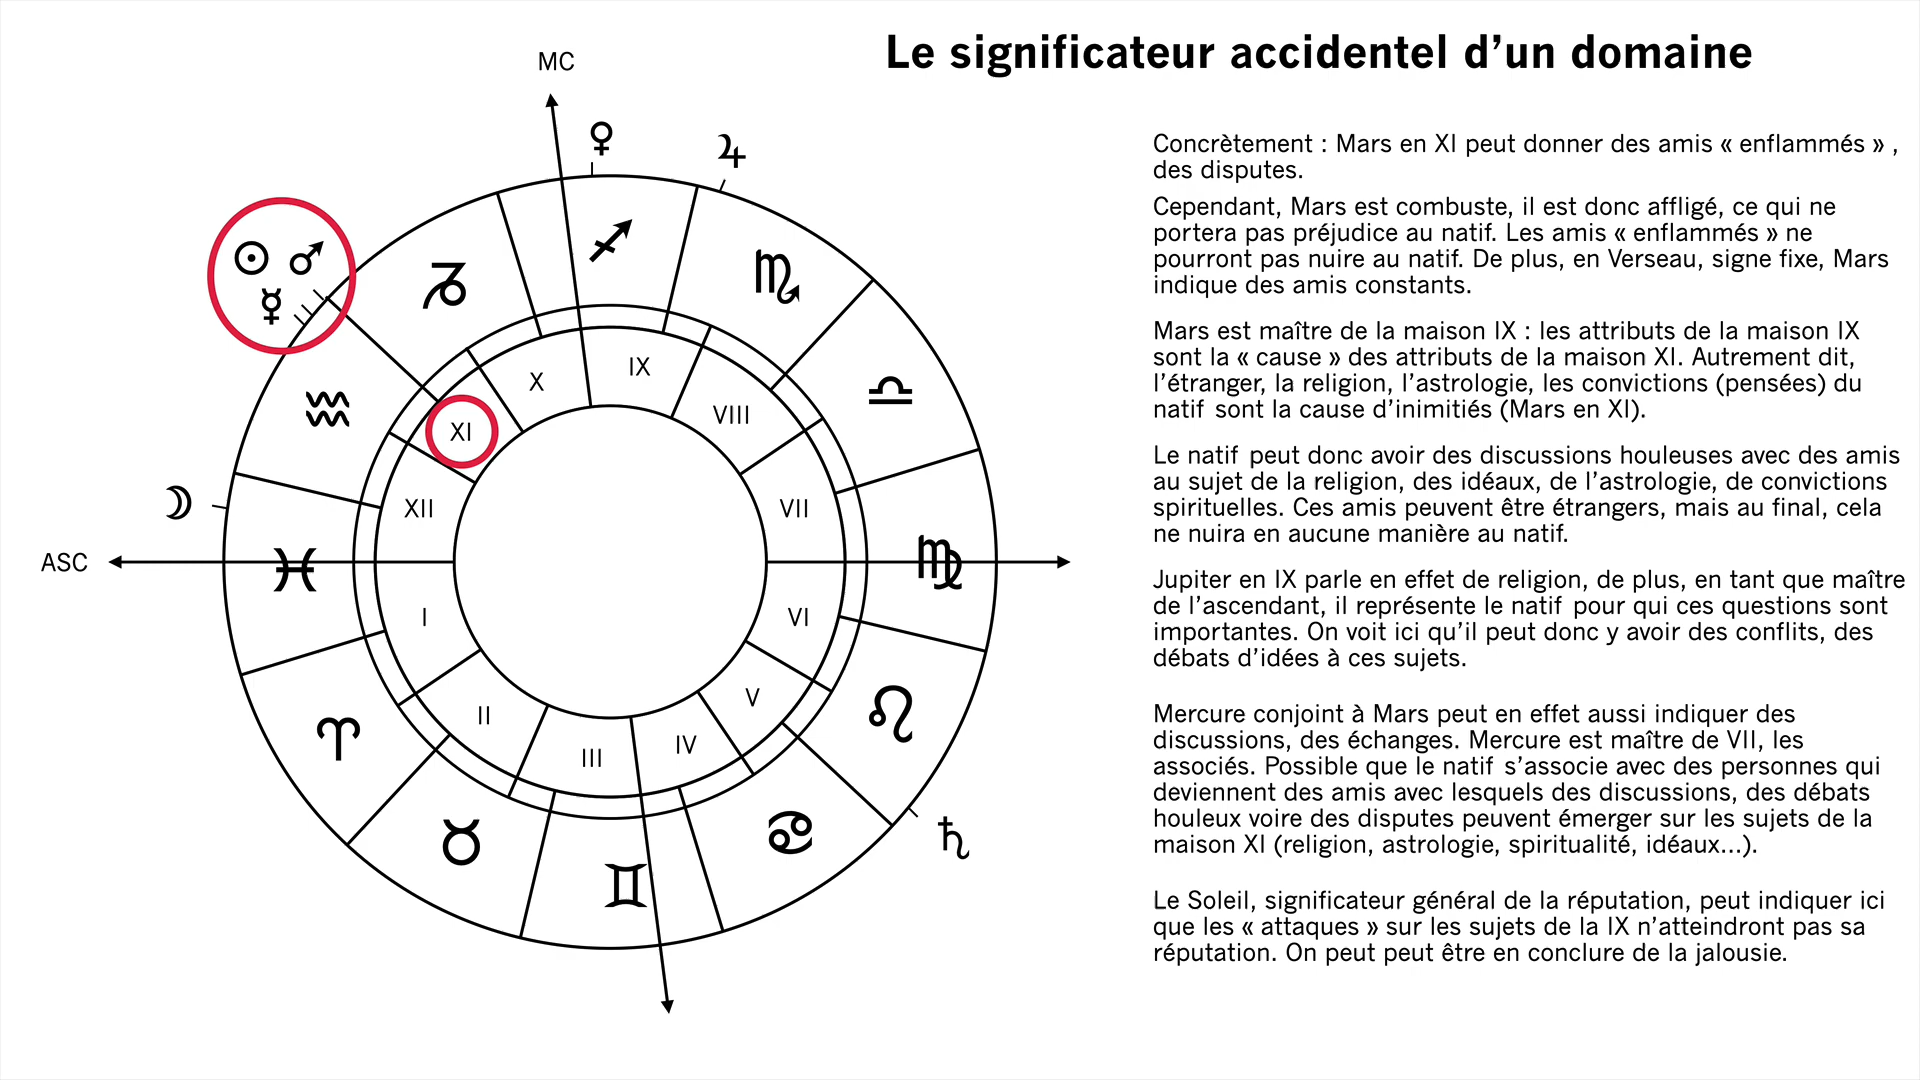 Le significateur accidentel d’un domaine
MC
ASC
I
II
III
IV
V
VI
VII
VIII
IX
X
XI
XII
Concrètement : Mars en XI peut donner des amis « enflammés » ,
des disputes.
Cependant, Mars est combuste, il est donc affligé, ce qui ne
portera pas préjudice au natif. Les amis « enflammés » ne
pourront pas nuire au natif. De plus, en Verseau, signe fixe, Mars
indique des amis constants.
Mars est maître de la maison IX : les attributs de la maison IX
sont la « cause » des attributs de la maison XI. Autrement dit,
l’étranger, la religion, l’astrologie, les convictions (pensées) du
natif sont la cause d’inimitiés (Mars en XI).
Le natif peut donc avoir des discussions houleuses avec des amis
au sujet de la religion, des idéaux, de l’astrologie, de convictions
spirituelles. Ces amis peuvent être étrangers, mais au final, cela
ne nuira en aucune manière au natif.
Jupiter en IX parle en effet de religion, de plus, en tant que maître
de l’ascendant, il représente le natif pour qui ces questions sont
importantes. On voit ici qu’il peut donc y avoir des conflits, des
débats d’idées à ces sujets.
Mercure conjoint à Mars peut en effet aussi indiquer des
discussions, des échanges. Mercure est maître de VII, les
associés. Possible que le natif s’associe avec des personnes qui
deviennent des amis avec lesquels des discussions, des débats
houleux voire des disputes peuvent émerger sur les sujets de la
maison XI (religion, astrologie, spiritualité, idéaux...).
Le Soleil, significateur général de la réputation, peut indiquer ici
que les « attaques » sur les sujets de la IX n’atteindront pas sa
réputation. On peut peut être en conclure de la jalousie.